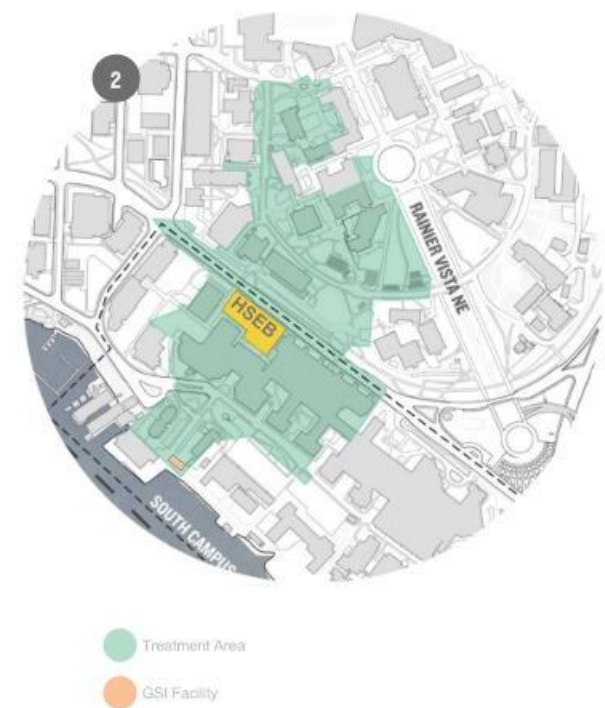 2
RAINIER VISTA NE
HSEB
SOUTH CAMPUS
Treatment Area
GSI Facility